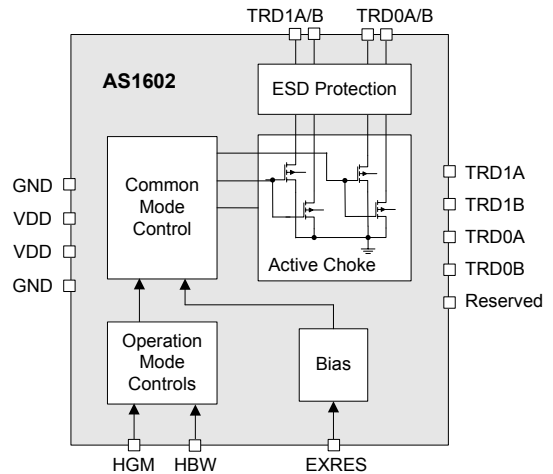 TRD1A/B TRD0A/B
AS1602
ESD Protection
Common
Mode
Control
Active Choke
GND
VDD
VDD
GND
TRD1A
TRD1B
TRD0A
TRD0B
Reserved
Operation
Mode
Controls
Bias
HGM HBW EXRES